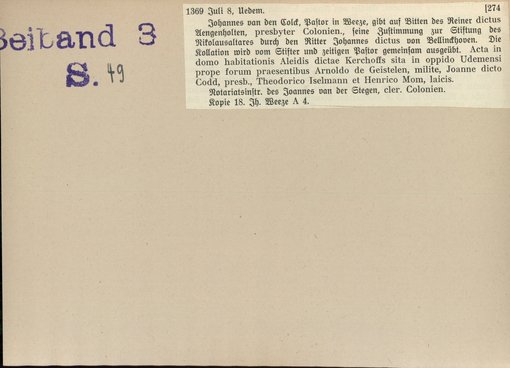 Beiband 3
S. 49
1369 Juli 8, Uedem. [274
Johannes van den Colck, Pastor in Weeze, gibt auf Bitten des Reiner dictus
Aengenholten, presbyter Colonien., seine Zustimmung zur Stiftung des
Nikolausaltares durch den Ritter Johannes dictus von Bellinckhoven. Die
Kollation wird vom Stifter und zeitigen Pastor gemeinsam ausgeübt. Acta in
domo habitationis Aleidis dictae Kerchoffs sita in oppido Udemensi
prope forum praesentibus Arnoldo de Geistelen, milite, Joanne dicto
Codd, presb., Theodorico Iselmann et Henrico Mom, laicis.
Notariatsinstr. des Joannes van der Stegen, cler. Colonien.
Kopie 18. Jh. Weeze A 4.